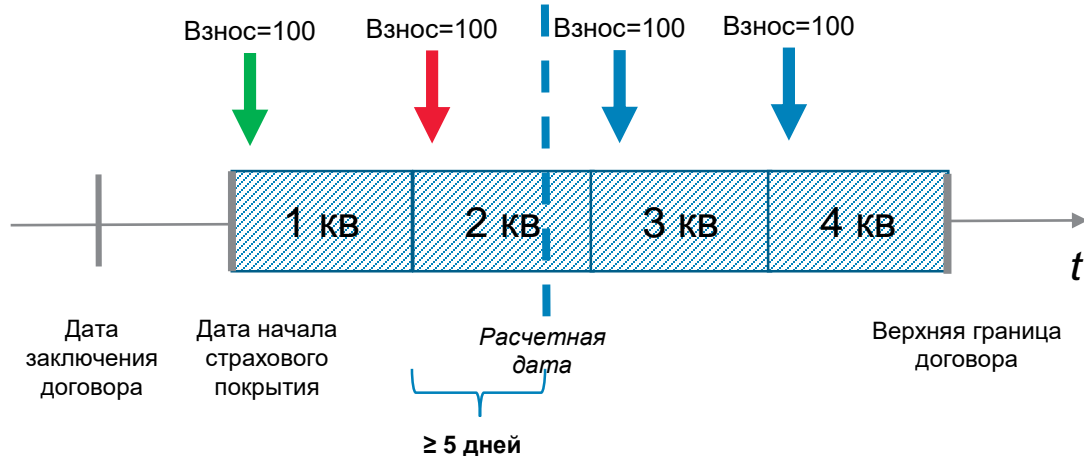 Взнос=100
Взнос=100
Взнос=100
Взнос=100
1 кв
2 кв
3 кв
4 кв
t
Дата
заключения
договора
Дата начала
страхового
покрытия
Расчетная
дата
Верхняя граница
договора
≥ 5 дней